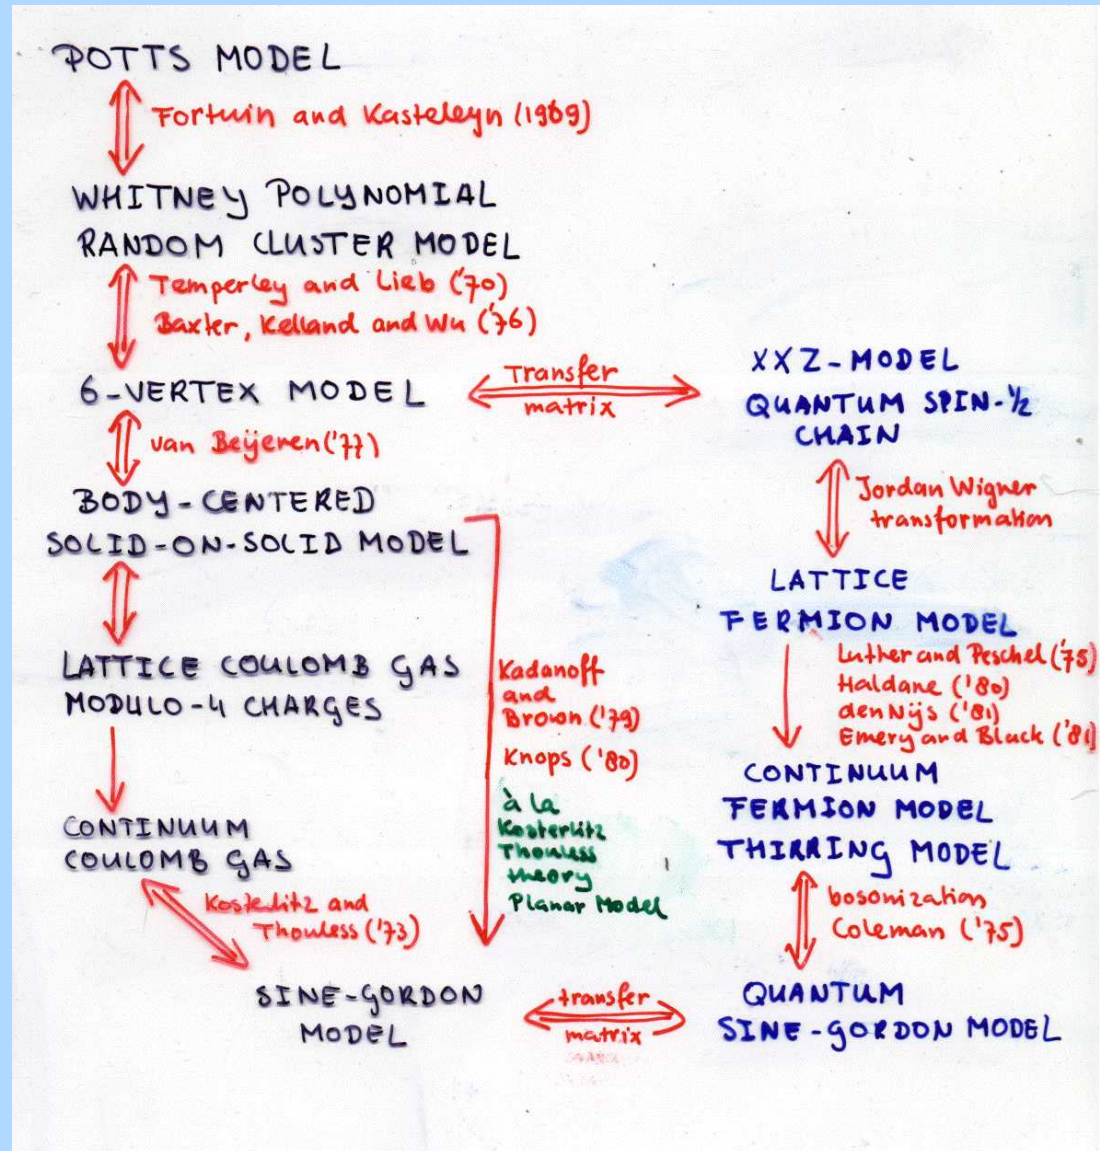 POTTS MODEL
Fortuin and Kasteleyn (1969)
WHITNEY POLYNOMIAL
RANDOM CLUSTER MODEL
Temperley and Lieb ('70)
Baxter, Kelland and Wu ('76)
6-VERTEX MODEL
Transfer
matrix
XXZ-MODEL
QUANTUM SPIN-½
CHAIN
van Beijeren ('77)
Jordan Wigner
transformation
BODY-CENTERED
SOLID-ON-SOLID MODEL
LATTICE
FERMION MODEL
LATTICE COULOMB GAS
MODULO-4 CHARGES
Kadanoff
and
Brown ('79)
Knops ('80)
à la
Kosterlitz
Thouless
theory
Planar Model
Luther and Peschel ('75)
Haldane ('80)
den Nijs ('81)
Emery and Black ('81)
CONTINUUM
FERMION MODEL
THIRRING MODEL
CONTINUUM
COULOMB GAS
Kosterlitz and
Thouless ('73)
bosonization
Coleman ('75)
SINE-GORDON
MODEL
transfer
matrix
QUANTUM
SINE-GORDON MODEL